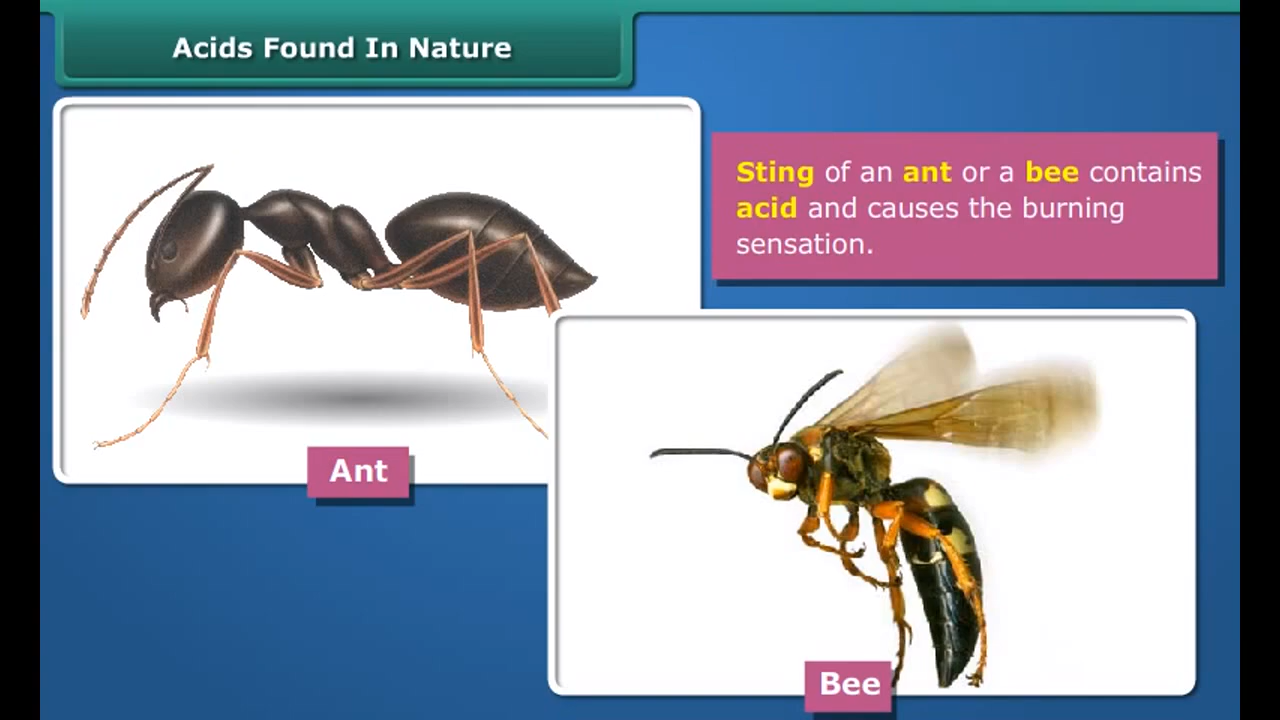 Acids Found In Nature
Sting of an ant or a bee contains
acid and causes the burning
sensation.
Ant
Bee